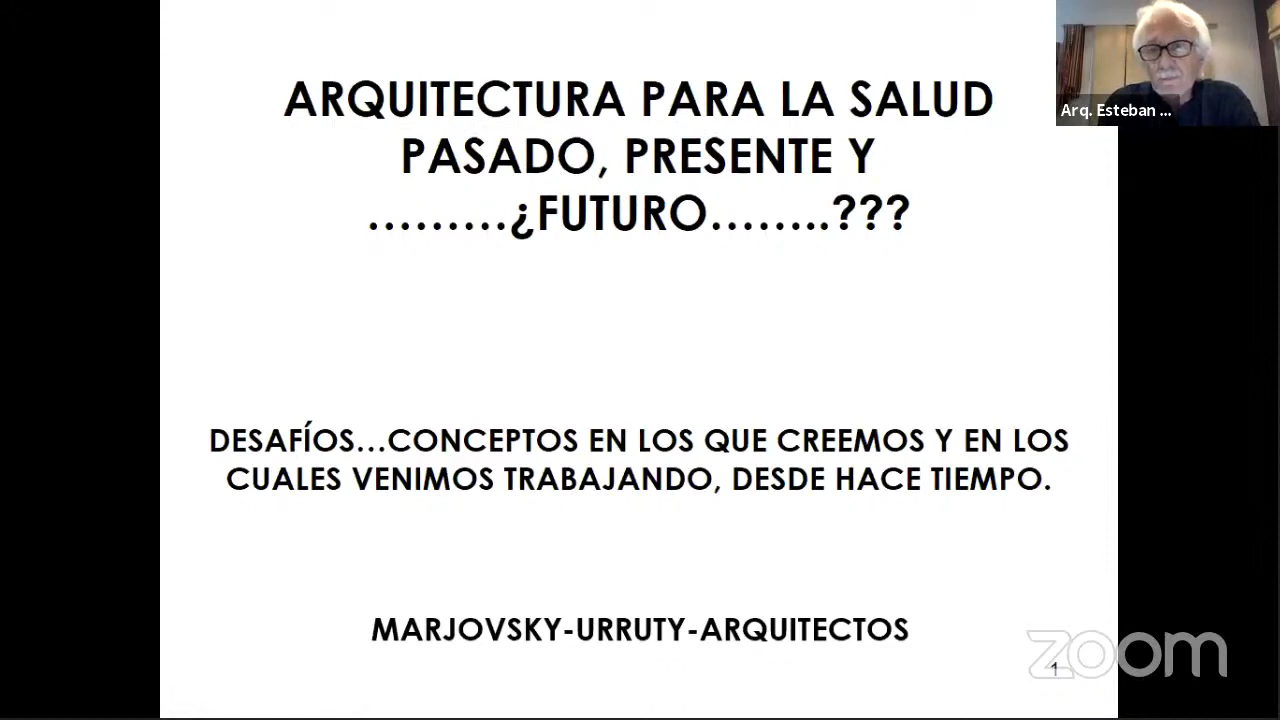 ARQUITECTURA PARA LA SALUD
PASADO, PRESENTE Y
.........¿FUTURO........???
Arq. Esteban ...
DESAFÍOS...CONCEPTOS EN LOS QUE CREEMOS Y EN LOS
CUALES VENIMOS TRABAJANDO, DESDE HACE TIEMPO.
MARJOVSKY-URRUTY-ARQUITECTOS
zoom
1